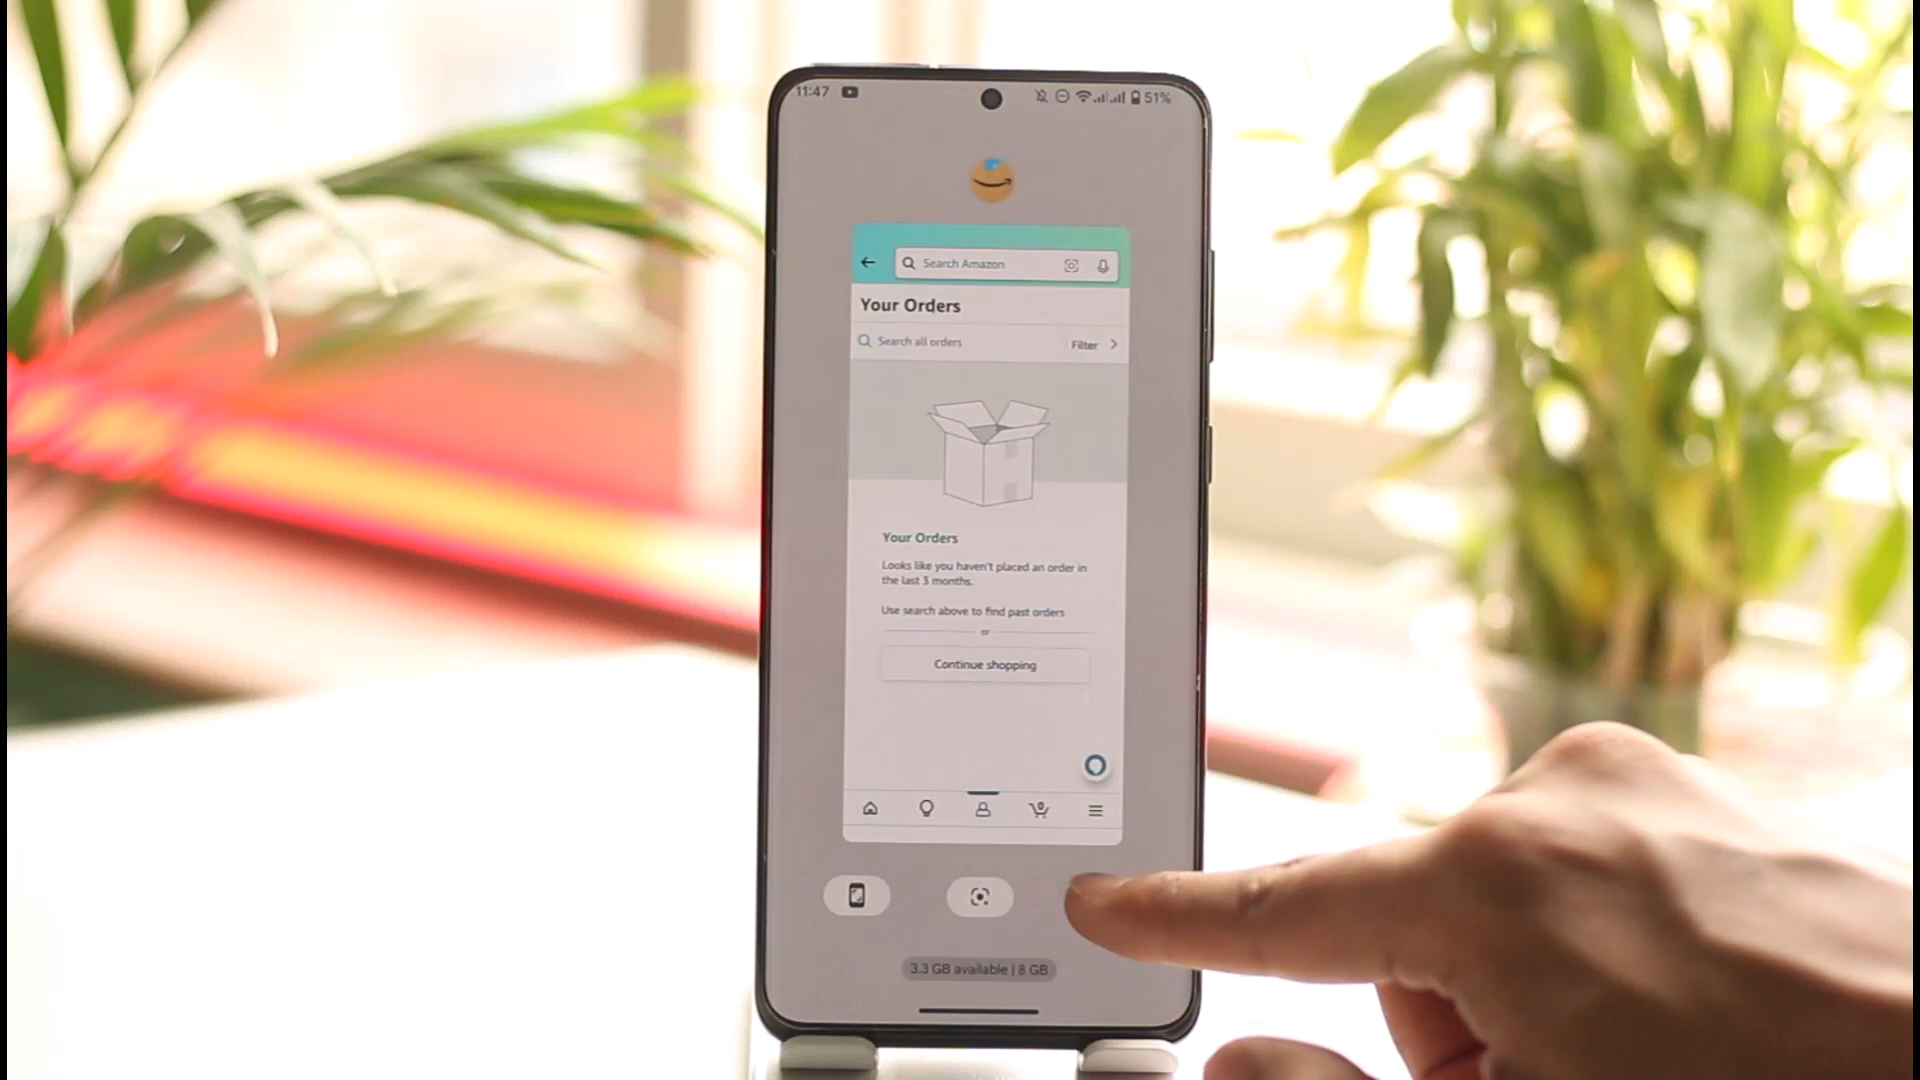 11:47
51%
Search Amazon
Your Orders
Search all orders
Filter
Your Orders
Looks like you haven't placed an order in
the last 3 months.
Use search above to find past orders
or
Continue shopping
0
3.3 GB available | 8 GB